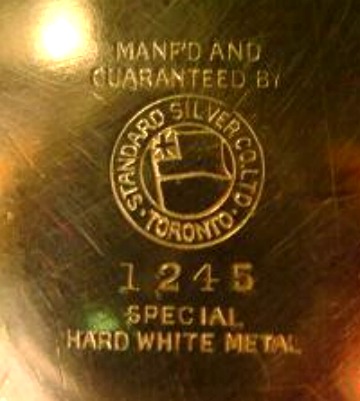 MANF'D AND
GUARANTEED BY
STANDARD SILVER CO. LTD
· TORONTO ·
1245
SPECIAL
HARD WHITE METAL